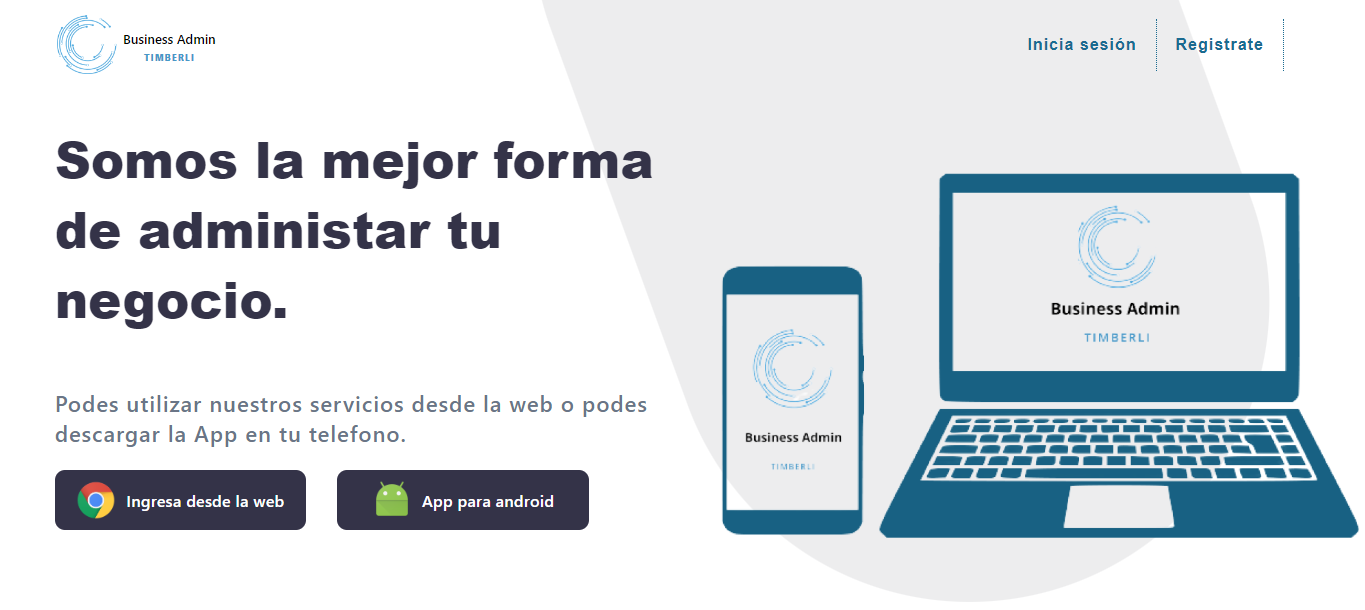 Business Admin
TIMBERLI
Inicia sesión
Registrate
Somos la mejor forma
de administar tu
negocio.
Podes utilizar nuestros servicios desde la web o podes
descargar la App en tu telefono.
Ingresa desde la web
App para android
Business Admin
TIMBERLI
Business Admin
TIMBERLI